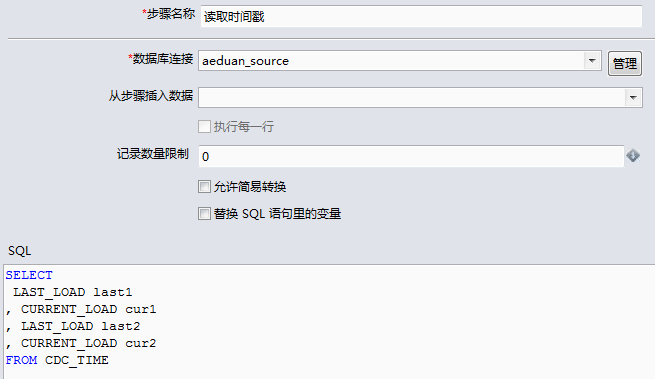 *步骤名称 读取时间戳
*数据库连接 aeduan_source 管理
从步骤插入数据
执行每一行
记录数量限制 0
允许简易转换
替换 SQL 语句里的变量
SQL
SELECT
 LAST_LOAD last1
, CURRENT_LOAD cur1
, LAST_LOAD last2
, CURRENT_LOAD cur2
FROM CDC_TIME